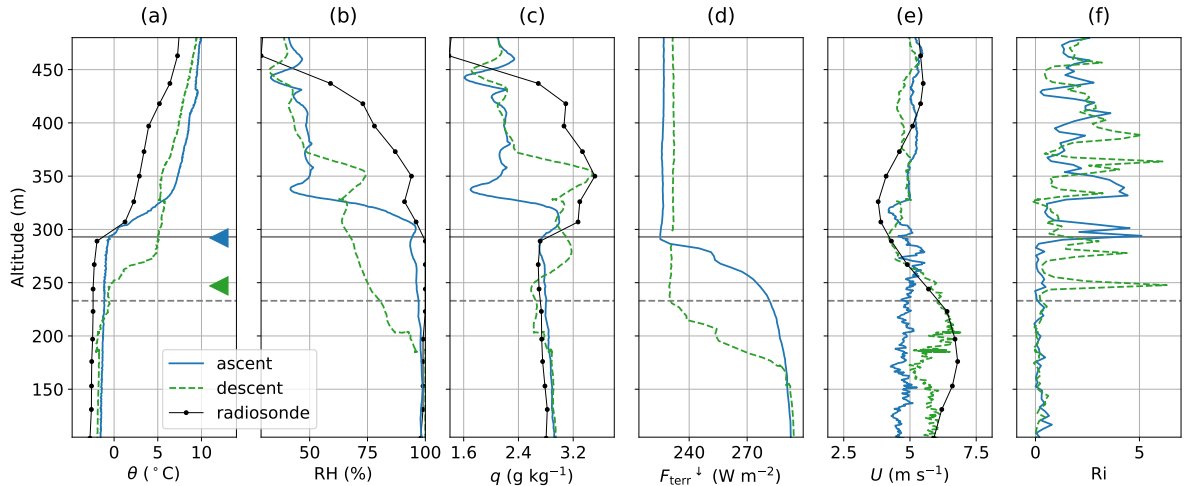 (a) (b) (c) (d) (e) (f)
Altitude (m)
450
400
350
300
250
200
150
ascent
descent
radiosonde
0 5 10
50 75 100
1.6 2.4 3.2
240 270
2.5 5.0 7.5
0 5
θ (°C)
RH (%)
q (g kg⁻¹)
F_terr↓ (W m⁻²)
U (m s⁻¹)
Ri